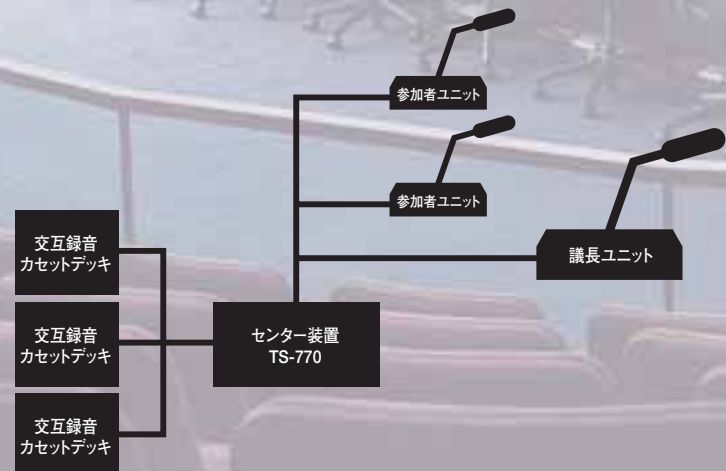 参加者ユニット
参加者ユニット
議長ユニット
交互録音
カセットデッキ
交互録音
カセットデッキ
交互録音
カセットデッキ
センター装置
TS-770